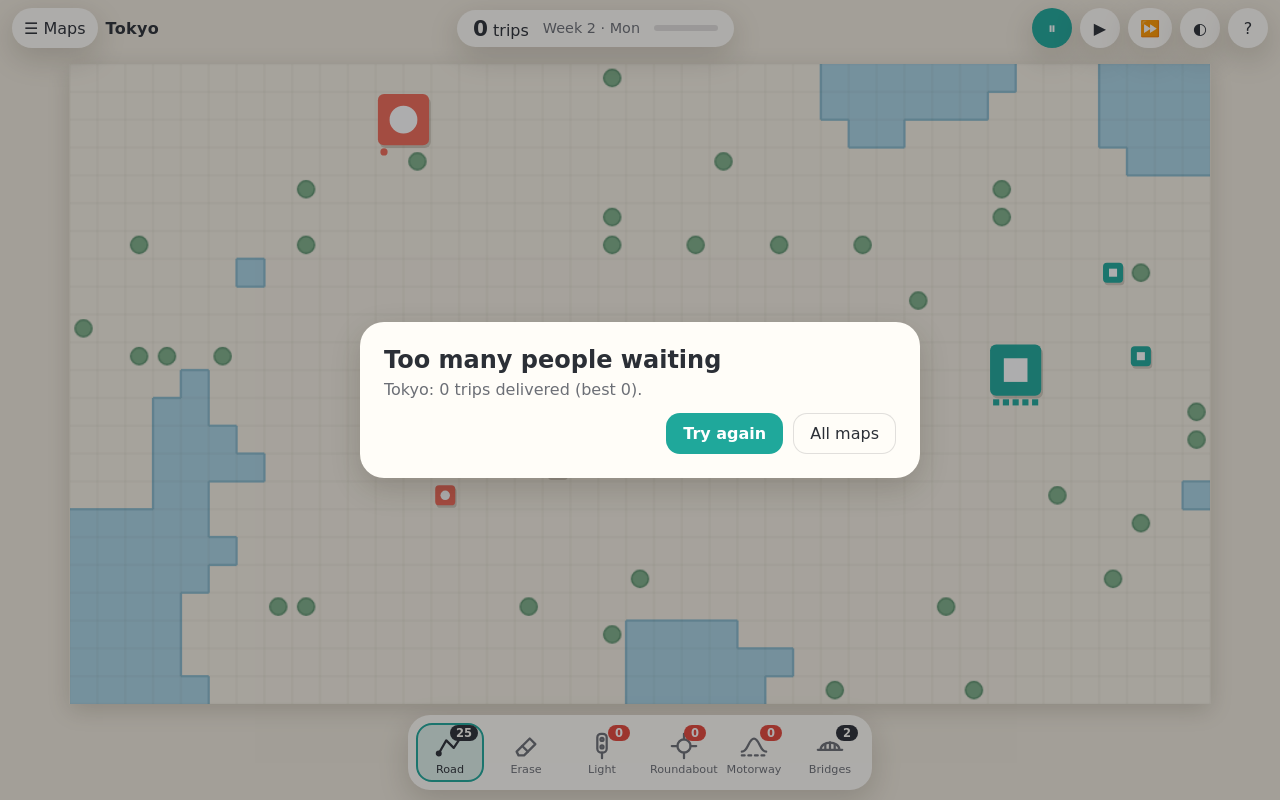 ☰ Maps
Tokyo
0 trips Week 2 · Mon
?
Too many people waiting
Tokyo: 0 trips delivered (best 0).
Try again
All maps
25
Road
Erase
0
Light
0
Roundabout
0
Motorway
2
Bridges